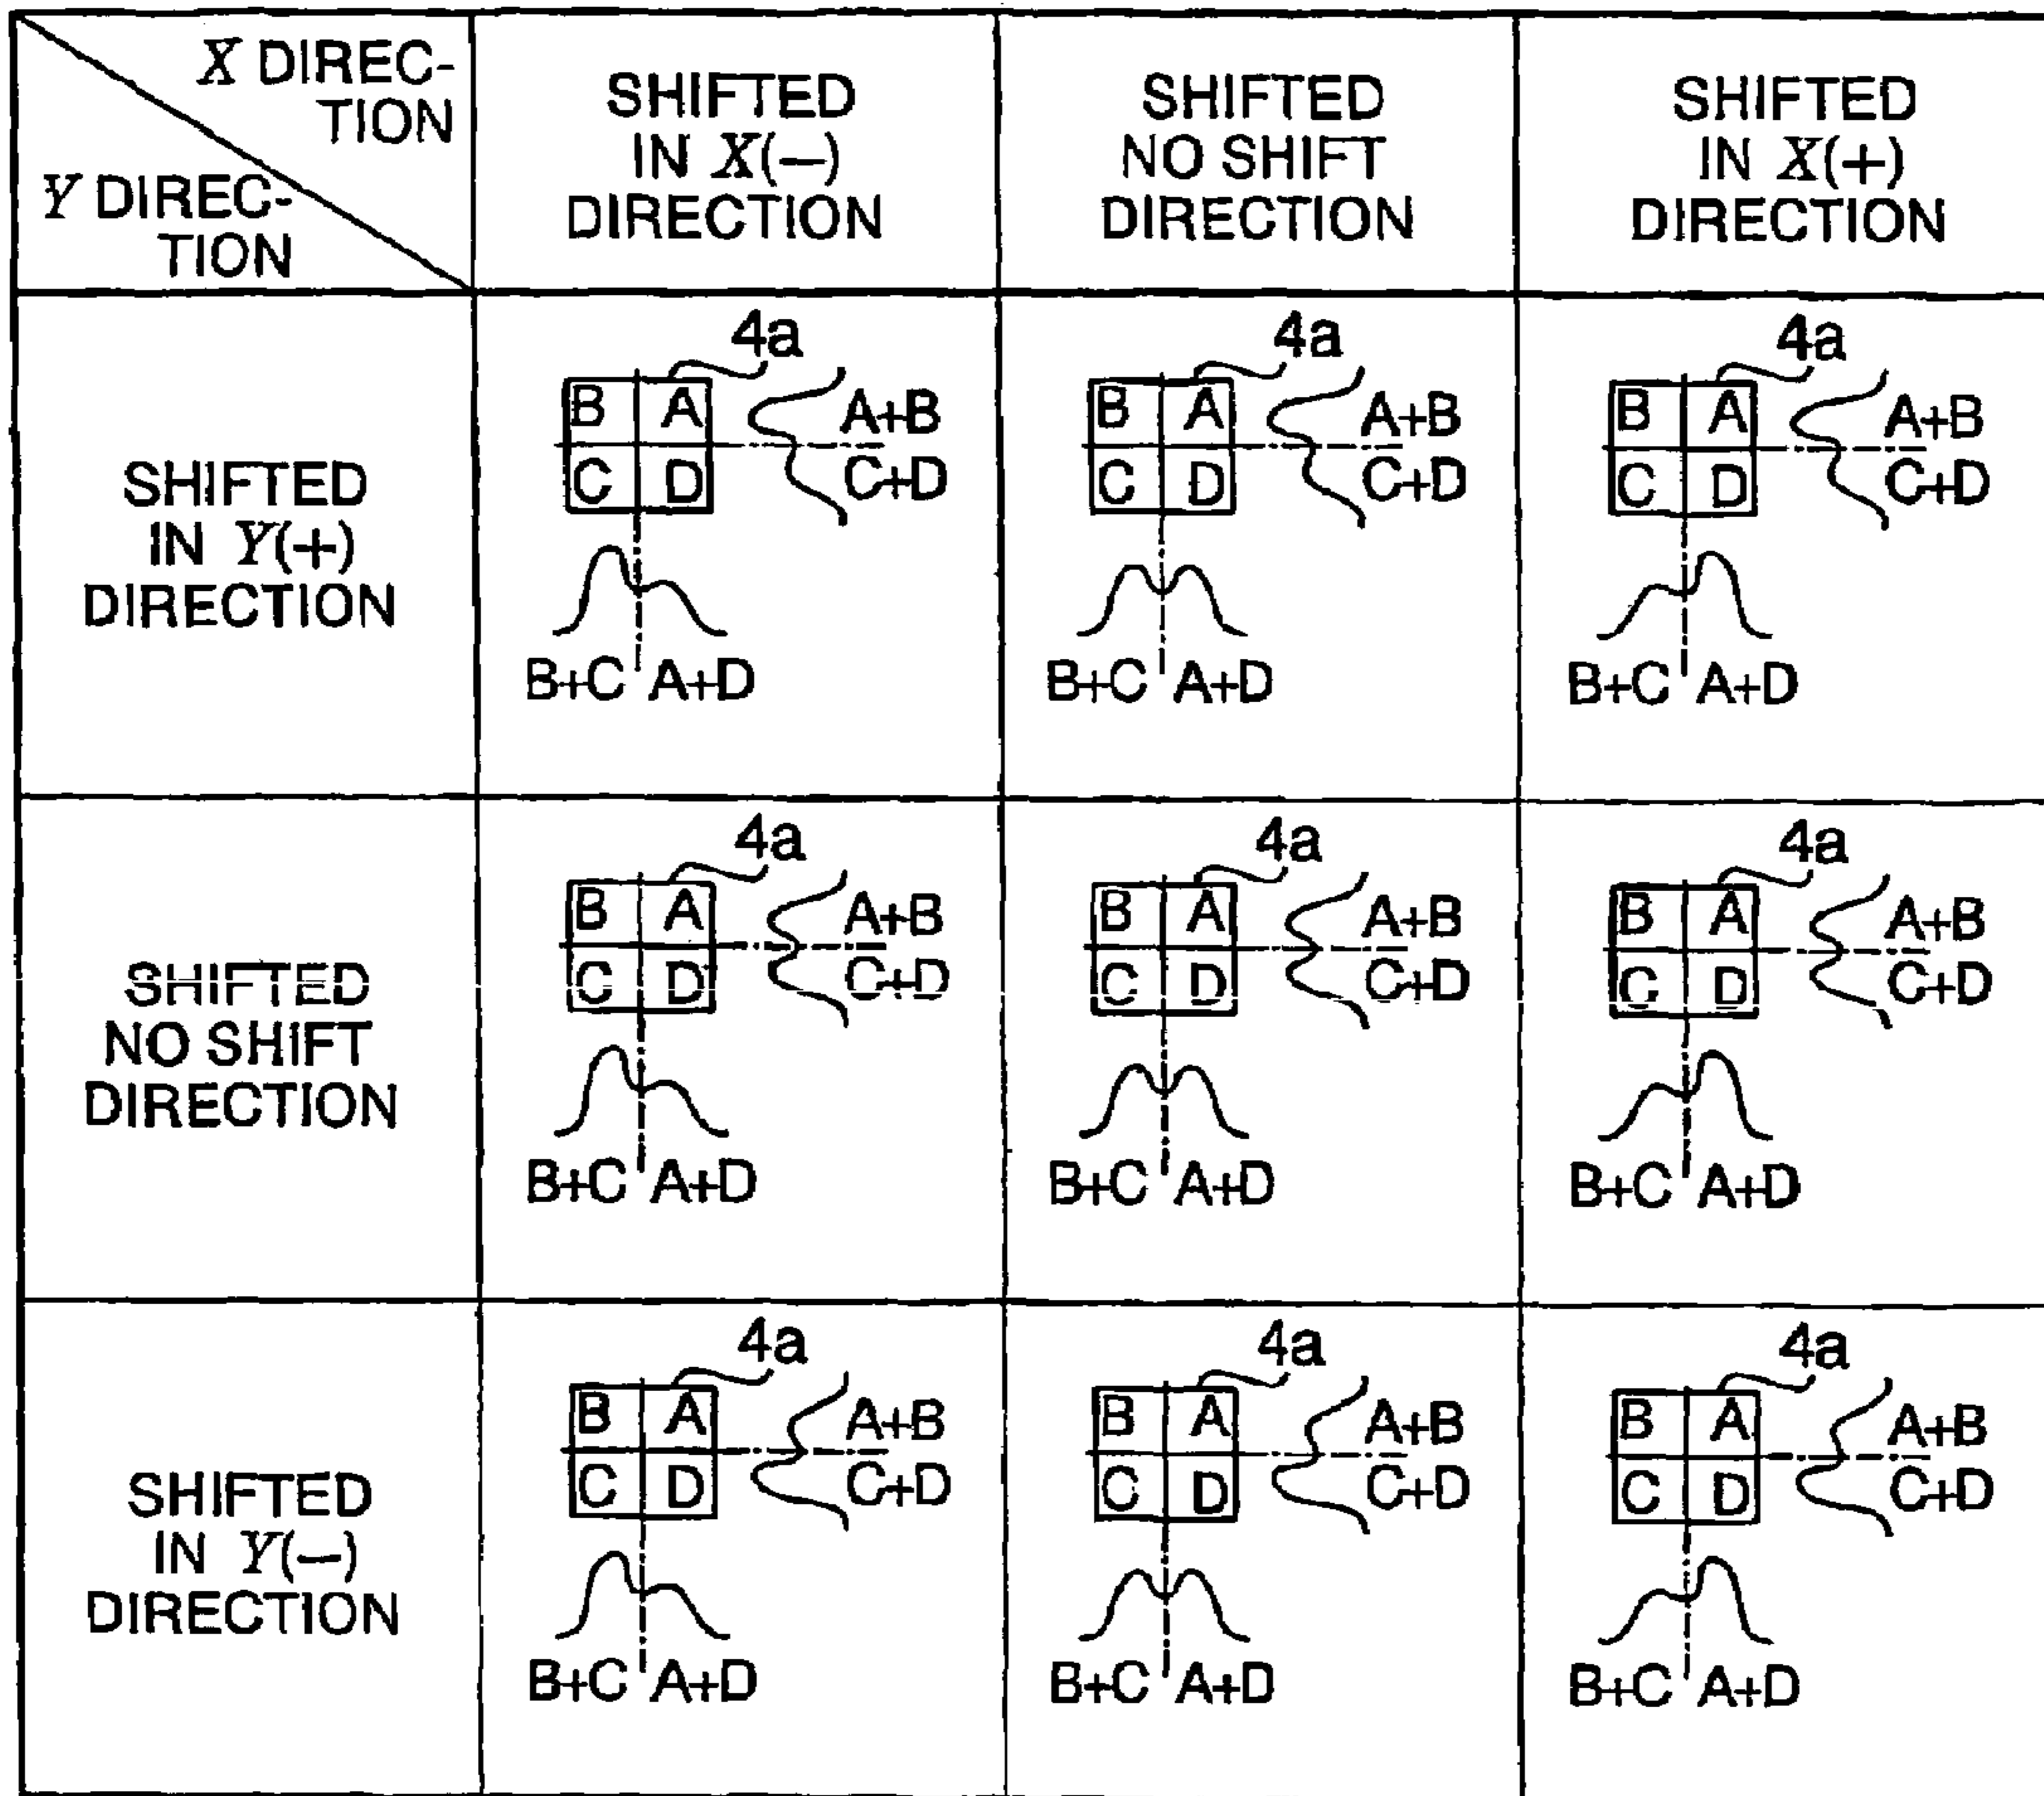 X DIREC-
TION
Y DIREC-
TION
SHIFTED
IN X(—)
DIRECTION
SHIFTED
NO SHIFT
DIRECTION
SHIFTED
IN X(+)
DIRECTION
SHIFTED
IN Y(+)
DIRECTION
4a
B A
A+B
C D
C+D
B+C A+D
4a
B A
A+B
C D
C+D
B+C A+D
4a
B A
A+B
C D
C+D
B+C A+D
SHIFTED
NO SHIFT
DIRECTION
4a
B A
A+B
C D
C+D
B+C A+D
4a
B A
A+B
C D
C+D
B+C A+D
4a
B A
A+B
C D
C+D
B+C A+D
SHIFTED
IN Y(—)
DIRECTION
4a
B A
A+B
C D
C+D
B+C A+D
4a
B A
A+B
C D
C+D
B+C A+D
4a
B A
A+B
C D
C+D
B+C A+D